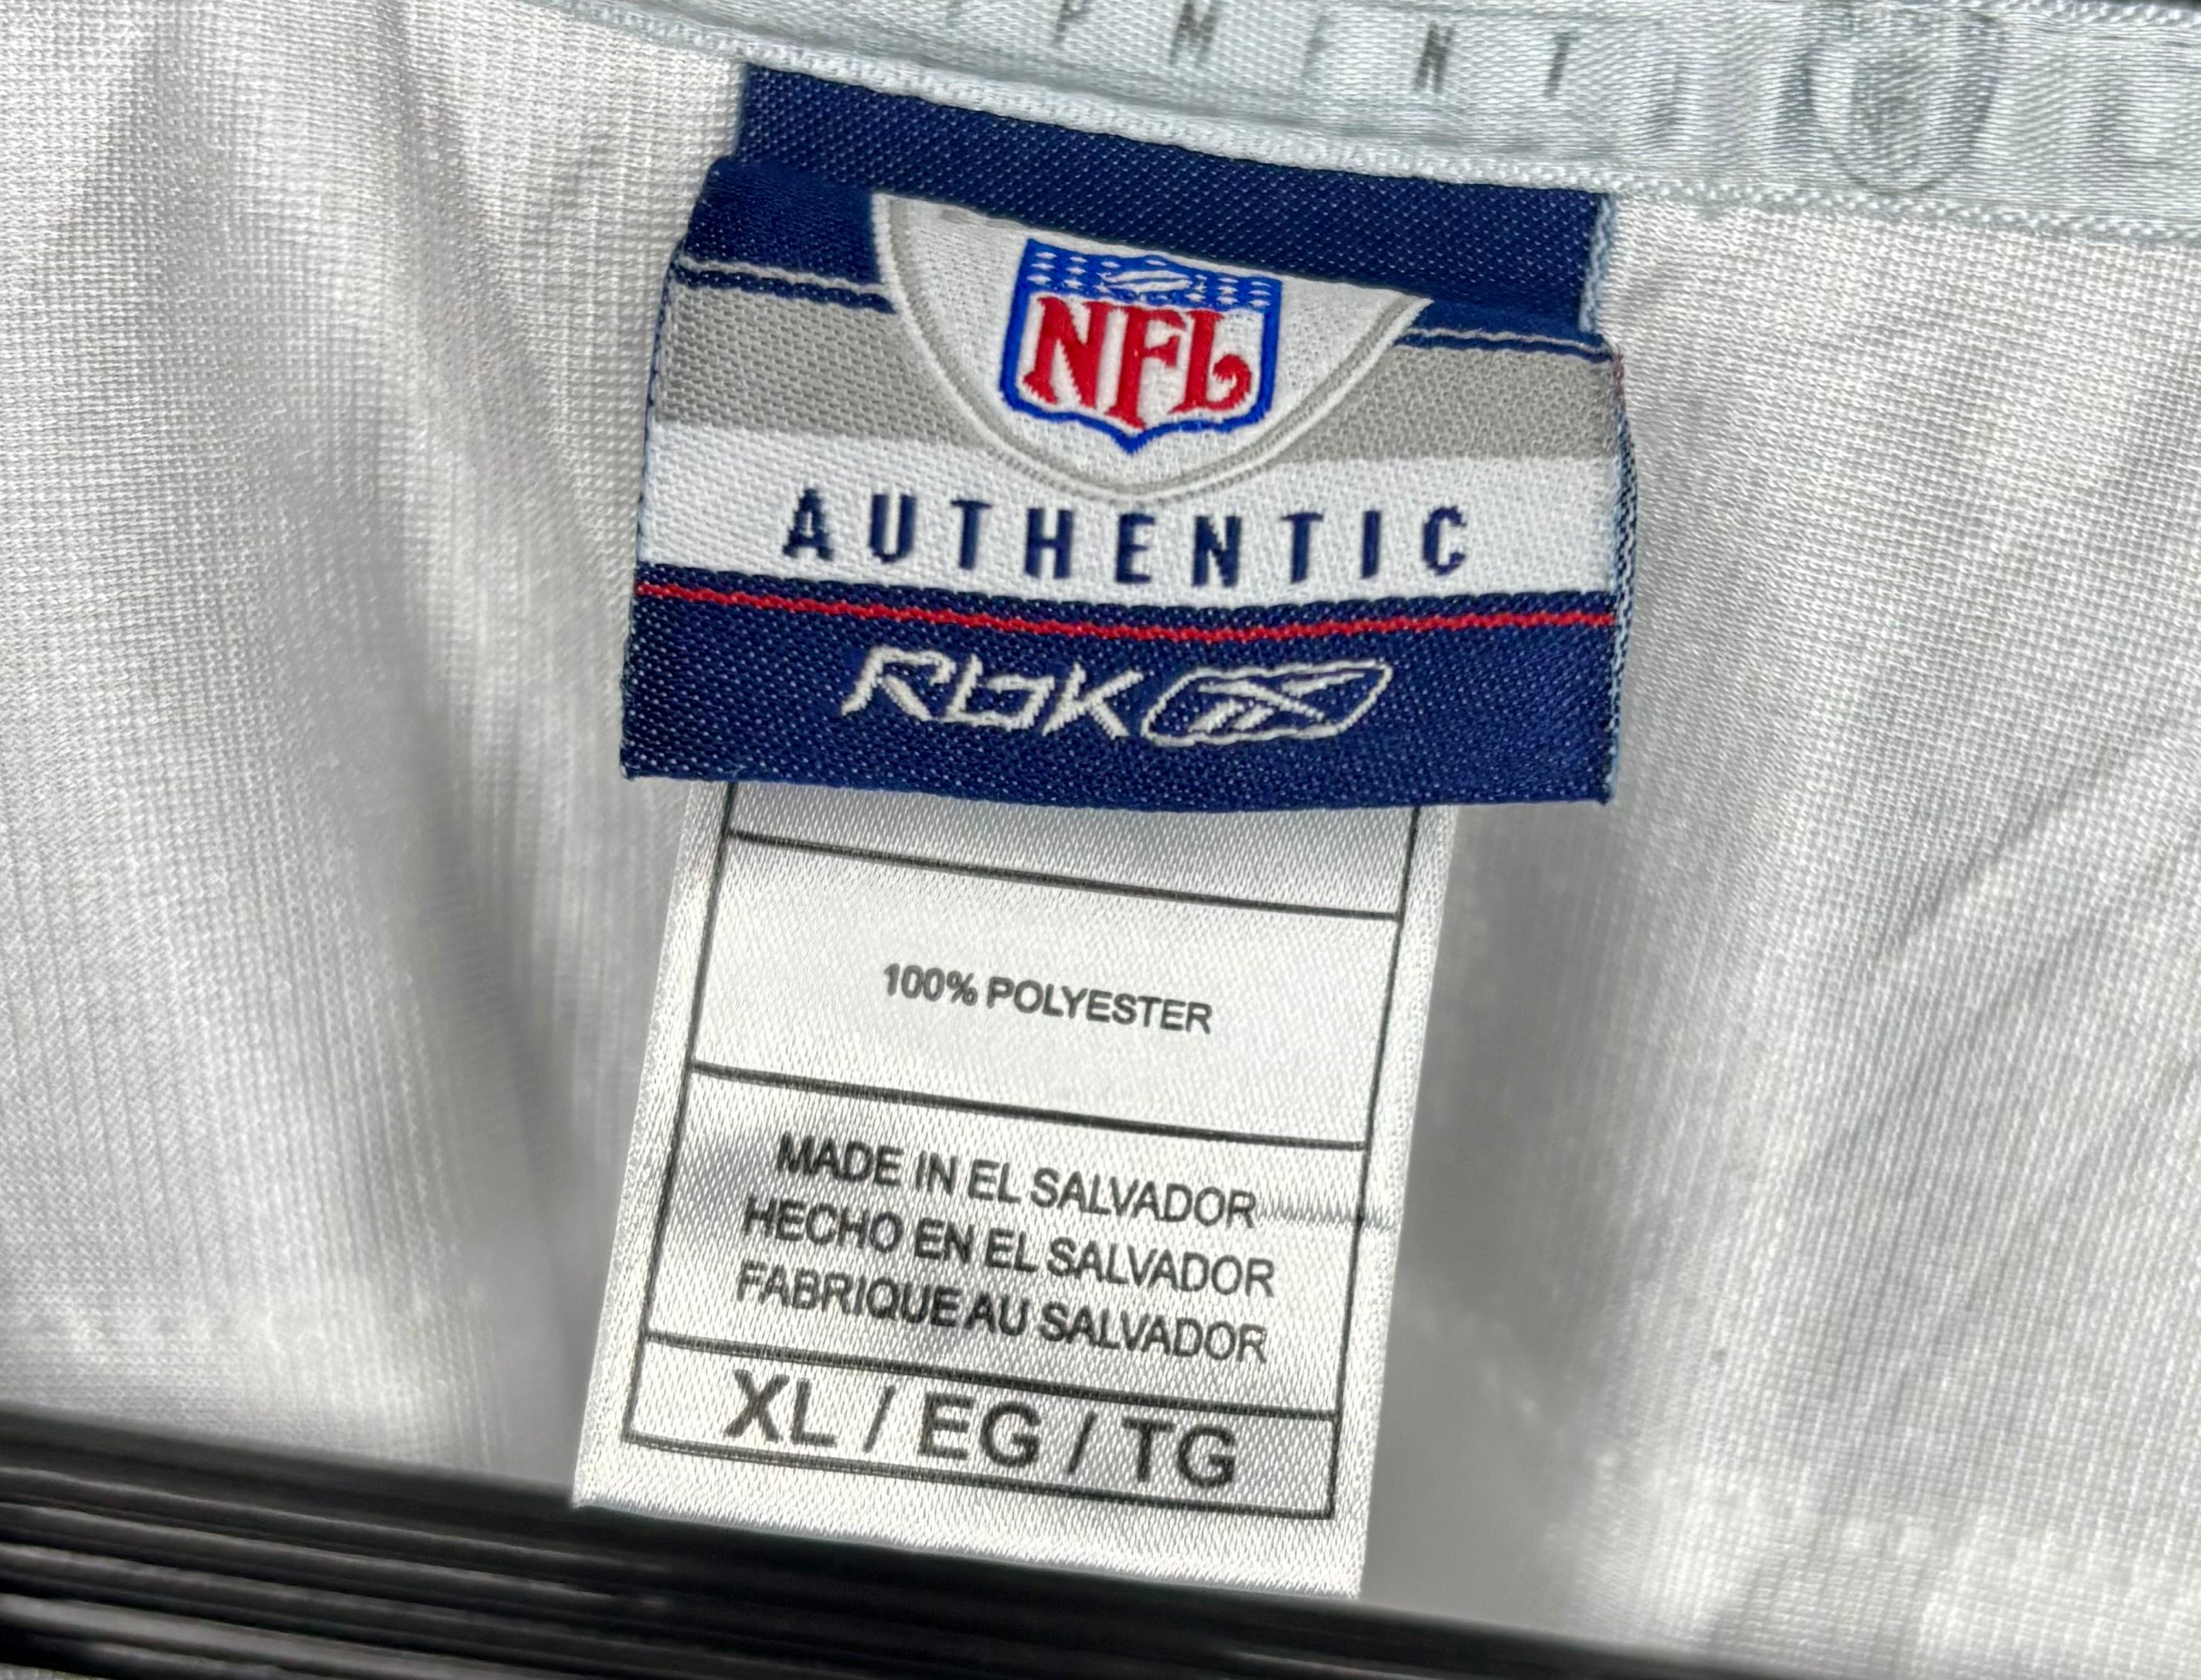 PMENT
NFL
AUTHENTIC
Rbk
100% POLYESTER
MADE IN EL SALVADOR
HECHO EN EL SALVADOR
FABRIQUE AU SALVADOR
XL / EG / TG